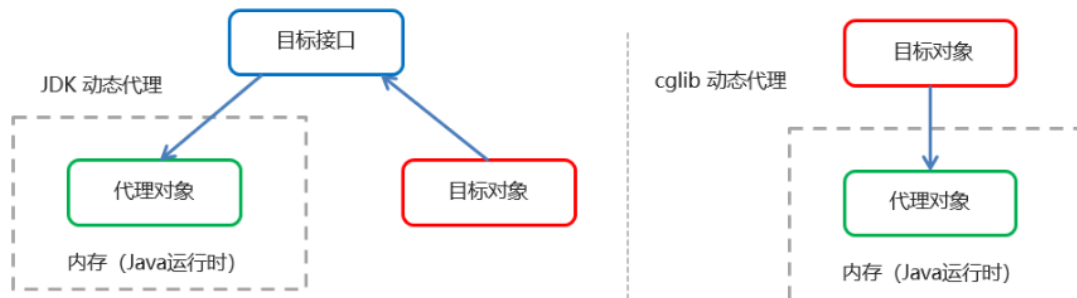 目标接口
JDK 动态代理
代理对象
目标对象
内存（Java运行时）
目标对象
cglib 动态代理
代理对象
内存（Java运行时）